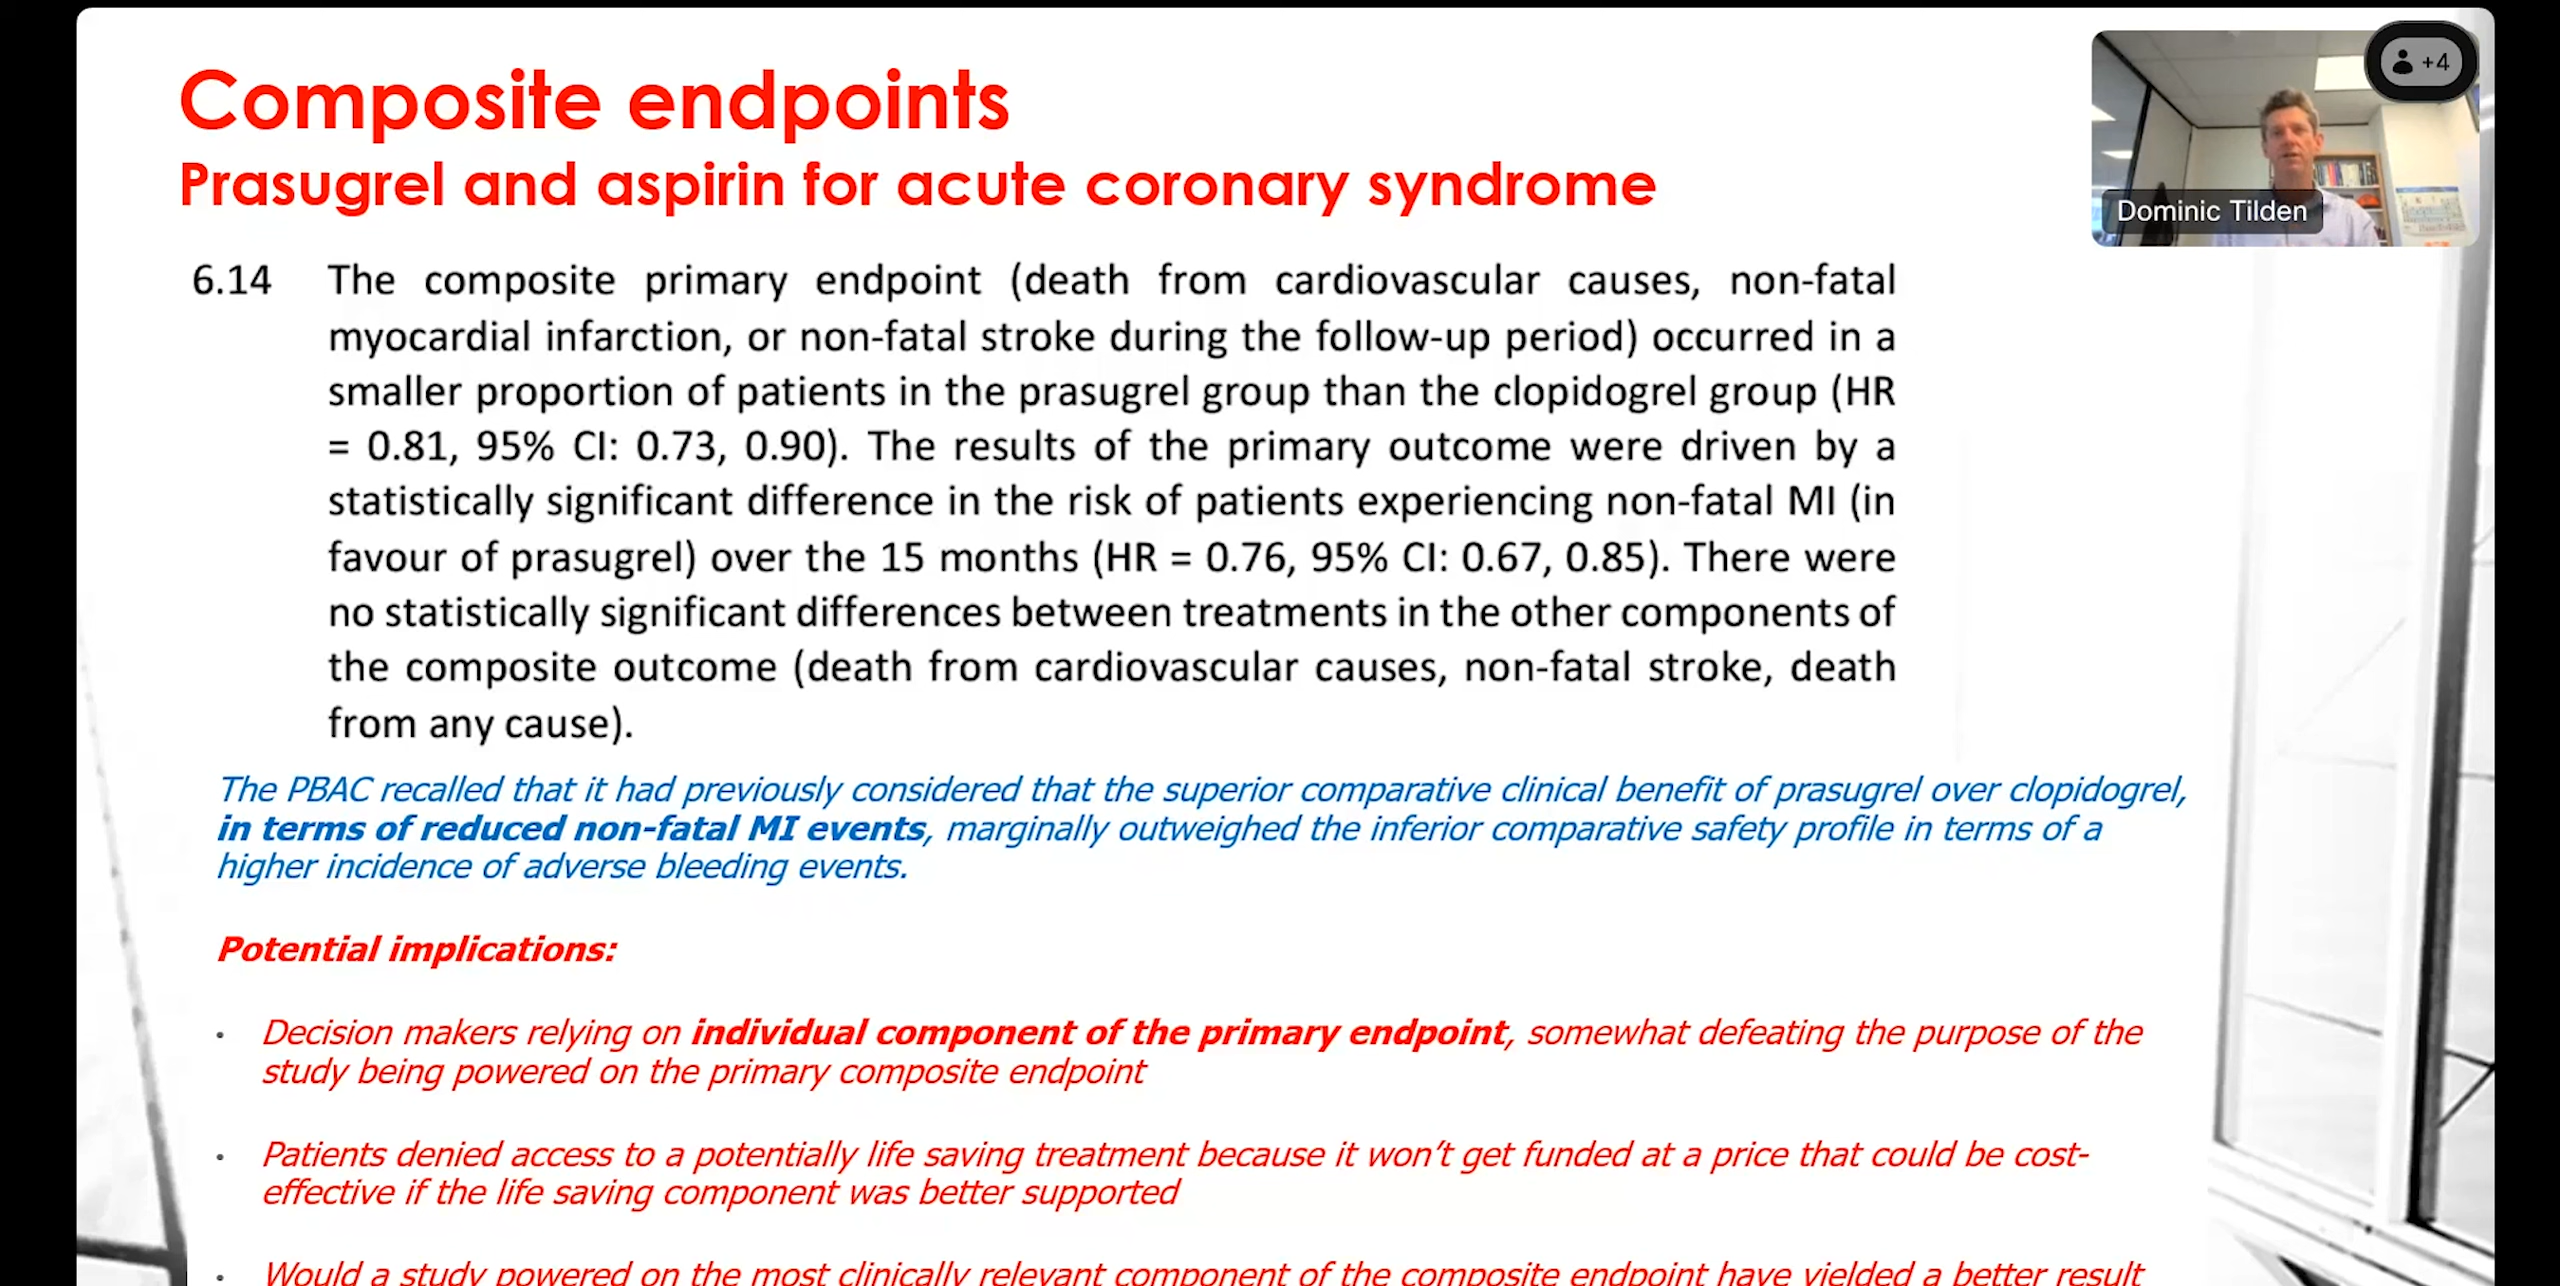 Composite endpoints
Prasugrel and aspirin for acute coronary syndrome
+4
Dominic Tilden
6.14 The composite primary endpoint (death from cardiovascular causes, non-fatal
myocardial infarction, or non-fatal stroke during the follow-up period) occurred in a
smaller proportion of patients in the prasugrel group than the clopidogrel group (HR
= 0.81, 95% CI: 0.73, 0.90). The results of the primary outcome were driven by a
statistically significant difference in the risk of patients experiencing non-fatal MI (in
favour of prasugrel) over the 15 months (HR = 0.76, 95% CI: 0.67, 0.85). There were
no statistically significant differences between treatments in the other components of
the composite outcome (death from cardiovascular causes, non-fatal stroke, death
from any cause).
The PBAC recalled that it had previously considered that the superior comparative clinical benefit of prasugrel over clopidogrel,
in terms of reduced non-fatal MI events, marginally outweighed the inferior comparative safety profile in terms of a
higher incidence of adverse bleeding events.
Potential implications:
• Decision makers relying on individual component of the primary endpoint, somewhat defeating the purpose of the
study being powered on the primary composite endpoint
• Patients denied access to a potentially life saving treatment because it won't get funded at a price that could be cost-
effective if the life saving component was better supported
• Would a study powered on the most clinically relevant component of the composite endpoint have yielded a better result